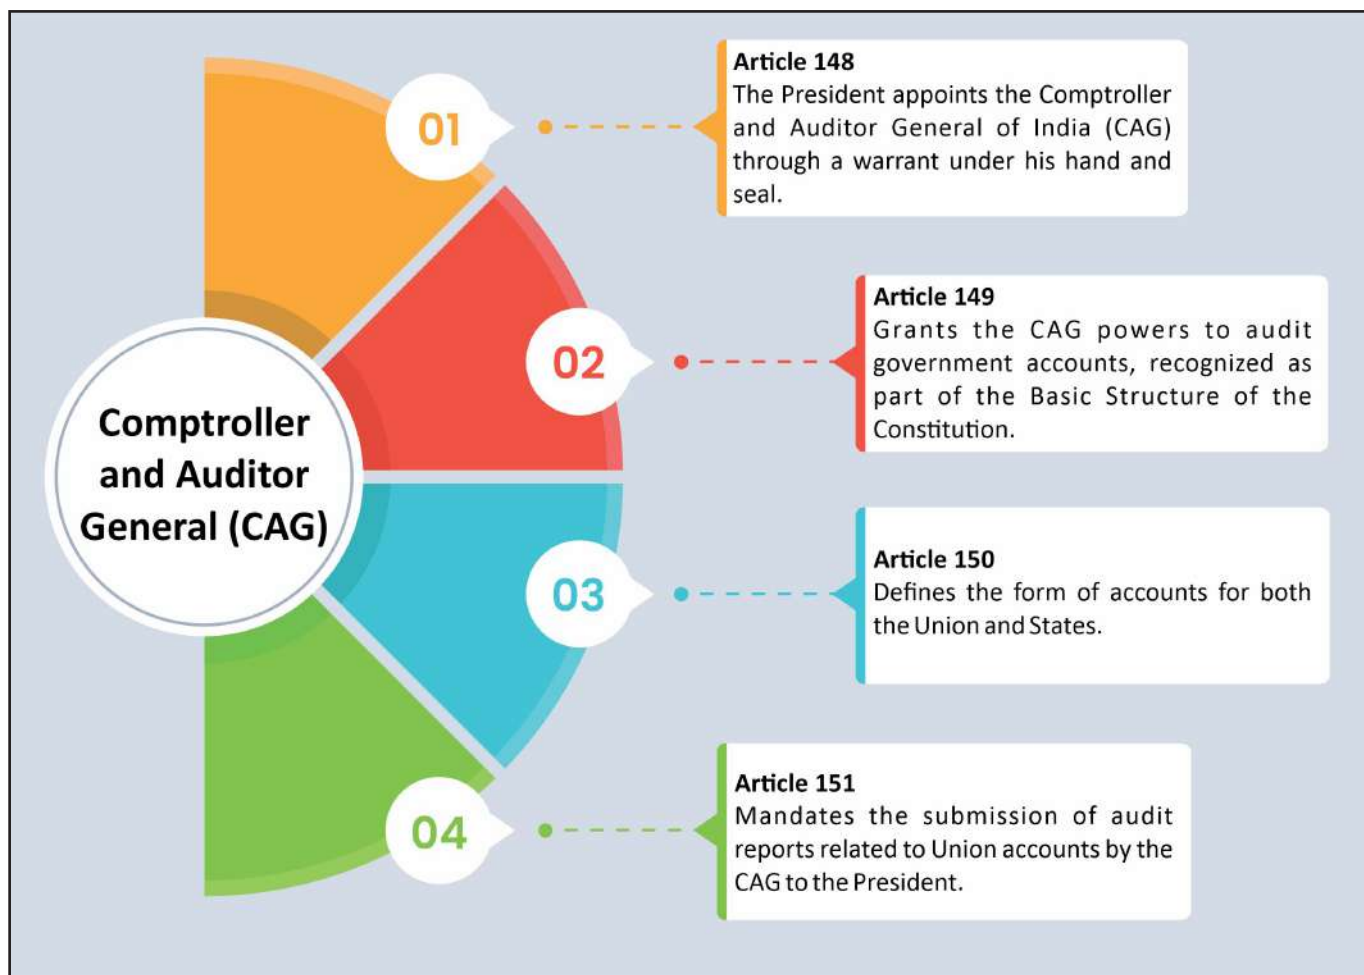 Comptroller
and Auditor
General (CAG)
01
Article 148
The President appoints the Comptroller
and Auditor General of India (CAG)
through a warrant under his hand and
seal.
02
Article 149
Grants the CAG powers to audit
government accounts, recognized as
part of the Basic Structure of the
Constitution.
03
Article 150
Defines the form of accounts for both
the Union and States.
04
Article 151
Mandates the submission of audit
reports related to Union accounts by the
CAG to the President.